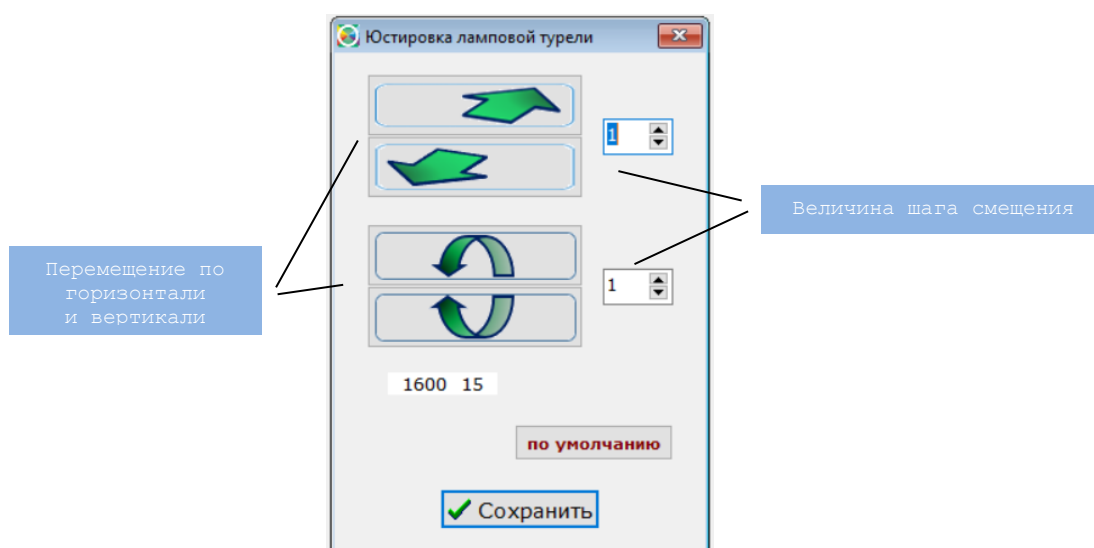 Юстировка ламповой турели
1
Величина шага смещения
Перемещение по
горизонтали
и вертикали
1
1600 15
по умолчанию
Сохранить